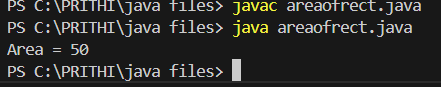 PS C:\PRITHI\java files> javac areaofrect.java
PS C:\PRITHI\java files> java areaofrect.java
Area = 50
PS C:\PRITHI\java files>